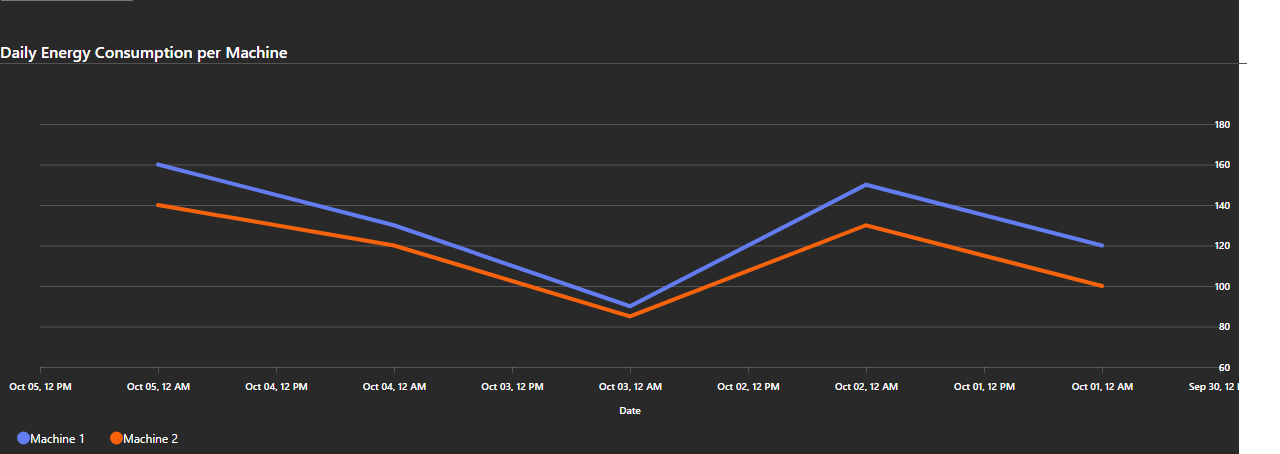 Daily Energy Consumption per Machine
180
160
140
120
100
80
60
Oct 05, 12 PM Oct 05, 12 AM Oct 04, 12 PM Oct 04, 12 AM Oct 03, 12 PM Oct 03, 12 AM Oct 02, 12 PM Oct 02, 12 AM Oct 01, 12 PM Oct 01, 12 AM Sep 30, 12
Date
Machine 1 Machine 2